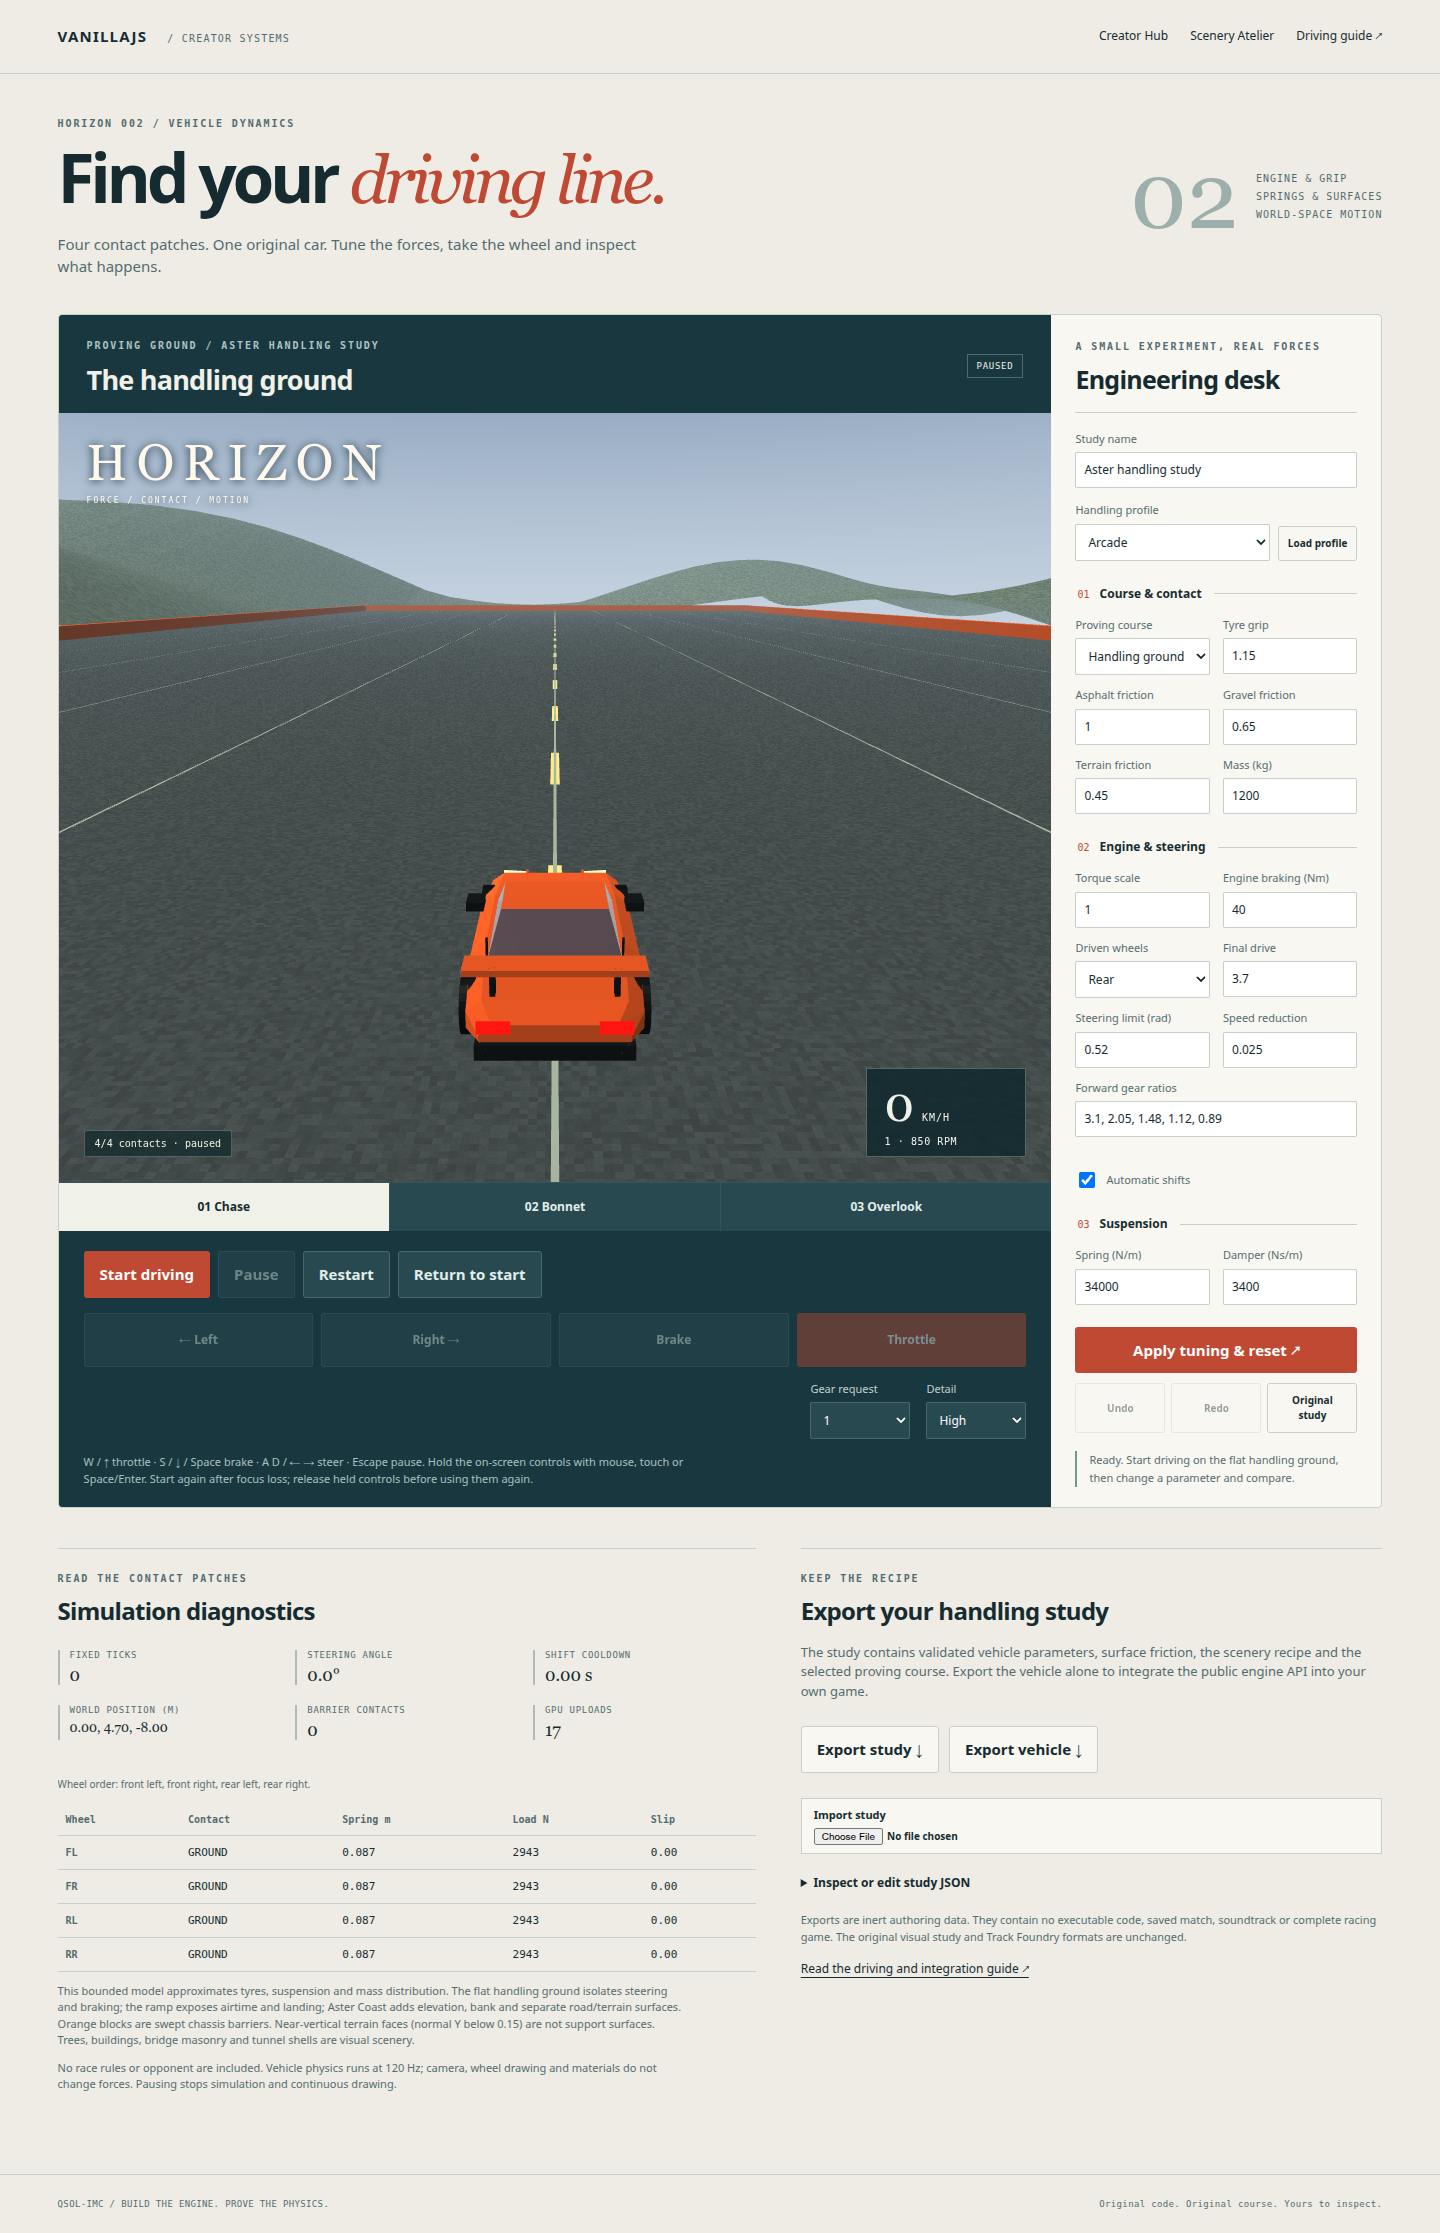 VANILLAJS / CREATOR SYSTEMS
Creator Hub Scenery Atelier Driving guide ↗
HORIZON 002 / VEHICLE DYNAMICS
Find your driving line.
Four contact patches. One original car. Tune the forces, take the wheel and inspect
what happens.
02
ENGINE & GRIP
SPRINGS & SURFACES
WORLD-SPACE MOTION
PROVING GROUND / ASTER HANDLING STUDY
The handling ground
PAUSED
HORIZON
FORCE / CONTACT / MOTION
4/4 contacts · paused
0 KM/H
1 · 850 RPM
01 Chase
02 Bonnet
03 Overlook
Start driving
Pause
Restart
Return to start
← Left
Right →
Brake
Throttle
Gear request
1
Detail
High
W / ↑ throttle · S / ↓ / Space brake · A D / ← → steer · Escape pause. Hold the on-screen controls with mouse, touch or
Space/Enter. Start again after focus loss; release held controls before using them again.
A SMALL EXPERIMENT, REAL FORCES
Engineering desk
Study name
Aster handling study
Handling profile
Arcade
Load profile
01 Course & contact
Proving course
Handling ground
Tyre grip
1.15
Asphalt friction
1
Gravel friction
0.65
Terrain friction
0.45
Mass (kg)
1200
02 Engine & steering
Torque scale
1
Engine braking (Nm)
40
Driven wheels
Rear
Final drive
3.7
Steering limit (rad)
0.52
Speed reduction
0.025
Forward gear ratios
3.1, 2.05, 1.48, 1.12, 0.89
Automatic shifts
03 Suspension
Spring (N/m)
34000
Damper (Ns/m)
3400
Apply tuning & reset ↗
Undo
Redo
Original
study
Ready. Start driving on the flat handling ground,
then change a parameter and compare.
READ THE CONTACT PATCHES
Simulation diagnostics
FIXED TICKS
0
STEERING ANGLE
0.0°
SHIFT COOLDOWN
0.00 s
WORLD POSITION (M)
0.00, 4.70, -8.00
BARRIER CONTACTS
0
GPU UPLOADS
17
Wheel order: front left, front right, rear left, rear right.
Wheel Contact Spring m Load N Slip
FL GROUND 0.087 2943 0.00
FR GROUND 0.087 2943 0.00
RL GROUND 0.087 2943 0.00
RR GROUND 0.087 2943 0.00
This bounded model approximates tyres, suspension and mass distribution. The flat handling ground isolates steering
and braking; the ramp exposes airtime and landing; Aster Coast adds elevation, bank and separate road/terrain surfaces.
Orange blocks are swept chassis barriers. Near-vertical terrain faces (normal Y below 0.15) are not support surfaces.
Trees, buildings, bridge masonry and tunnel shells are visual scenery.
No race rules or opponent are included. Vehicle physics runs at 120 Hz; camera, wheel drawing and materials do not
change forces. Pausing stops simulation and continuous drawing.
KEEP THE RECIPE
Export your handling study
The study contains validated vehicle parameters, surface friction, the scenery recipe and the
selected proving course. Export the vehicle alone to integrate the public engine API into your
own game.
Export study ↓
Export vehicle ↓
Import study
Choose File No file chosen
▶ Inspect or edit study JSON
Exports are inert authoring data. They contain no executable code, saved match, soundtrack or complete racing
game. The original visual study and Track Foundry formats are unchanged.
Read the driving and integration guide ↗
QSOL-IMC / BUILD THE ENGINE. PROVE THE PHYSICS.
Original code. Original course. Yours to inspect.